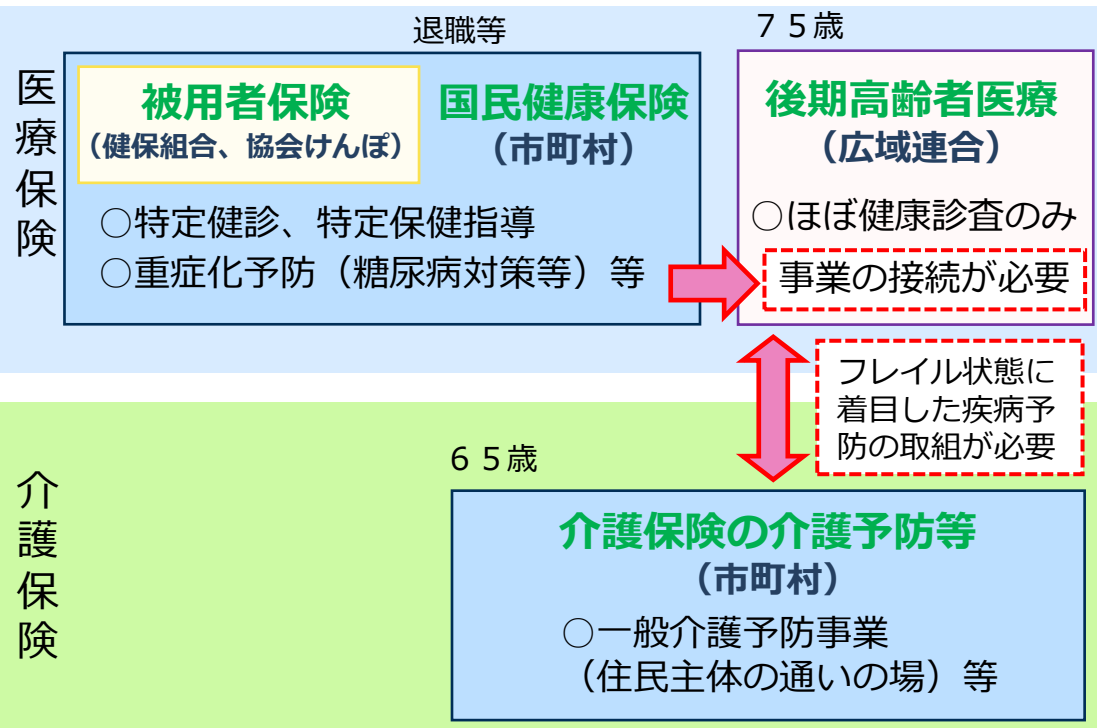 退職等
７５歳
医療保険
被用者保険
（健保組合、協会けんぽ）
国民健康保険
（市町村）
○特定健診、特定保健指導
○重症化予防（糖尿病対策等）等
後期高齢者医療
（広域連合）
○ほぼ健康診査のみ
事業の接続が必要
フレイル状態に
着目した疾病予
防の取組が必要
介護保険
６５歳
介護保険の介護予防等
（市町村）
○一般介護予防事業
（住民主体の通いの場）等